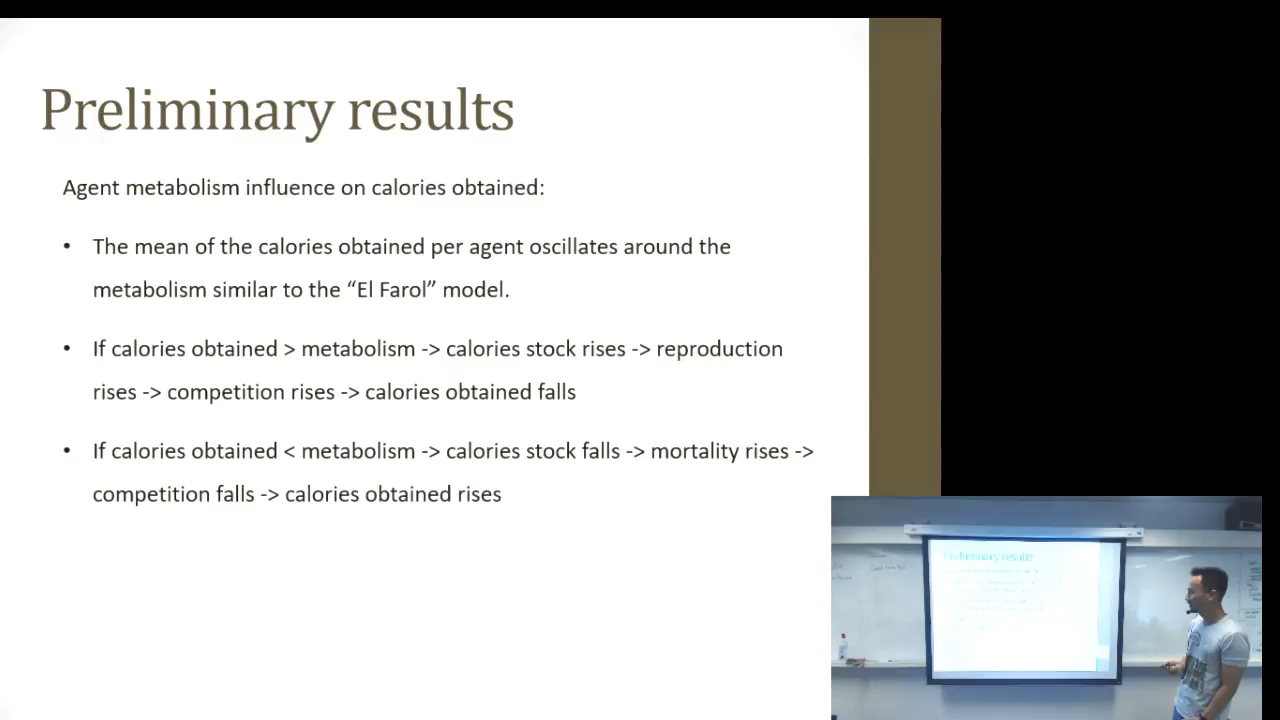 Preliminary results
Agent metabolism influence on calories obtained:
• The mean of the calories obtained per agent oscillates around the
metabolism similar to the “El Farol” model.
• If calories obtained > metabolism -> calories stock rises -> reproduction
rises -> competition rises -> calories obtained falls
• If calories obtained < metabolism -> calories stock falls -> mortality rises ->
competition falls -> calories obtained rises
Preliminary results